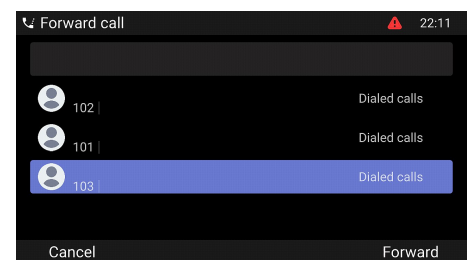 Forward call 22:11
102 | Dialed calls
101 | Dialed calls
103 | Dialed calls
Cancel Forward